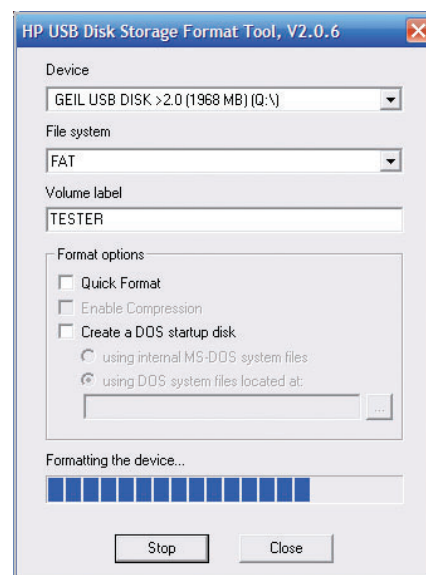 HP USB Disk Storage Format Tool, V2.0.6
Device
GEIL USB DISK >2.0 (1968 MB) (Q:\)
File system
FAT
Volume label
TESTER
Format options
Quick Format
Enable Compression
Create a DOS startup disk
using internal MS-DOS system files
using DOS system files located at:
...
Formatting the device...
Stop Close